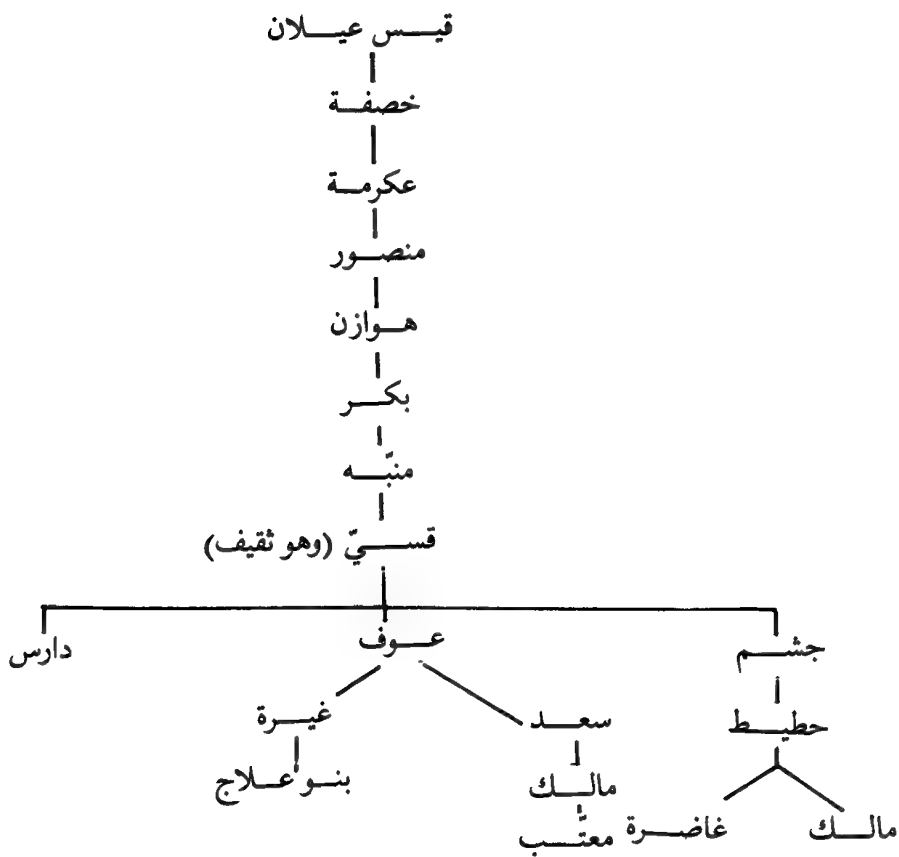 قيس عيلان
خصفة
عكرمة
منصور
هوازن
بكر
منبّه
قسيّ (وهو ثقيف)
جشم عوف دارس
حطيط سعد غيرة
مالك غاضرة مالك بنو علاج
معتّب